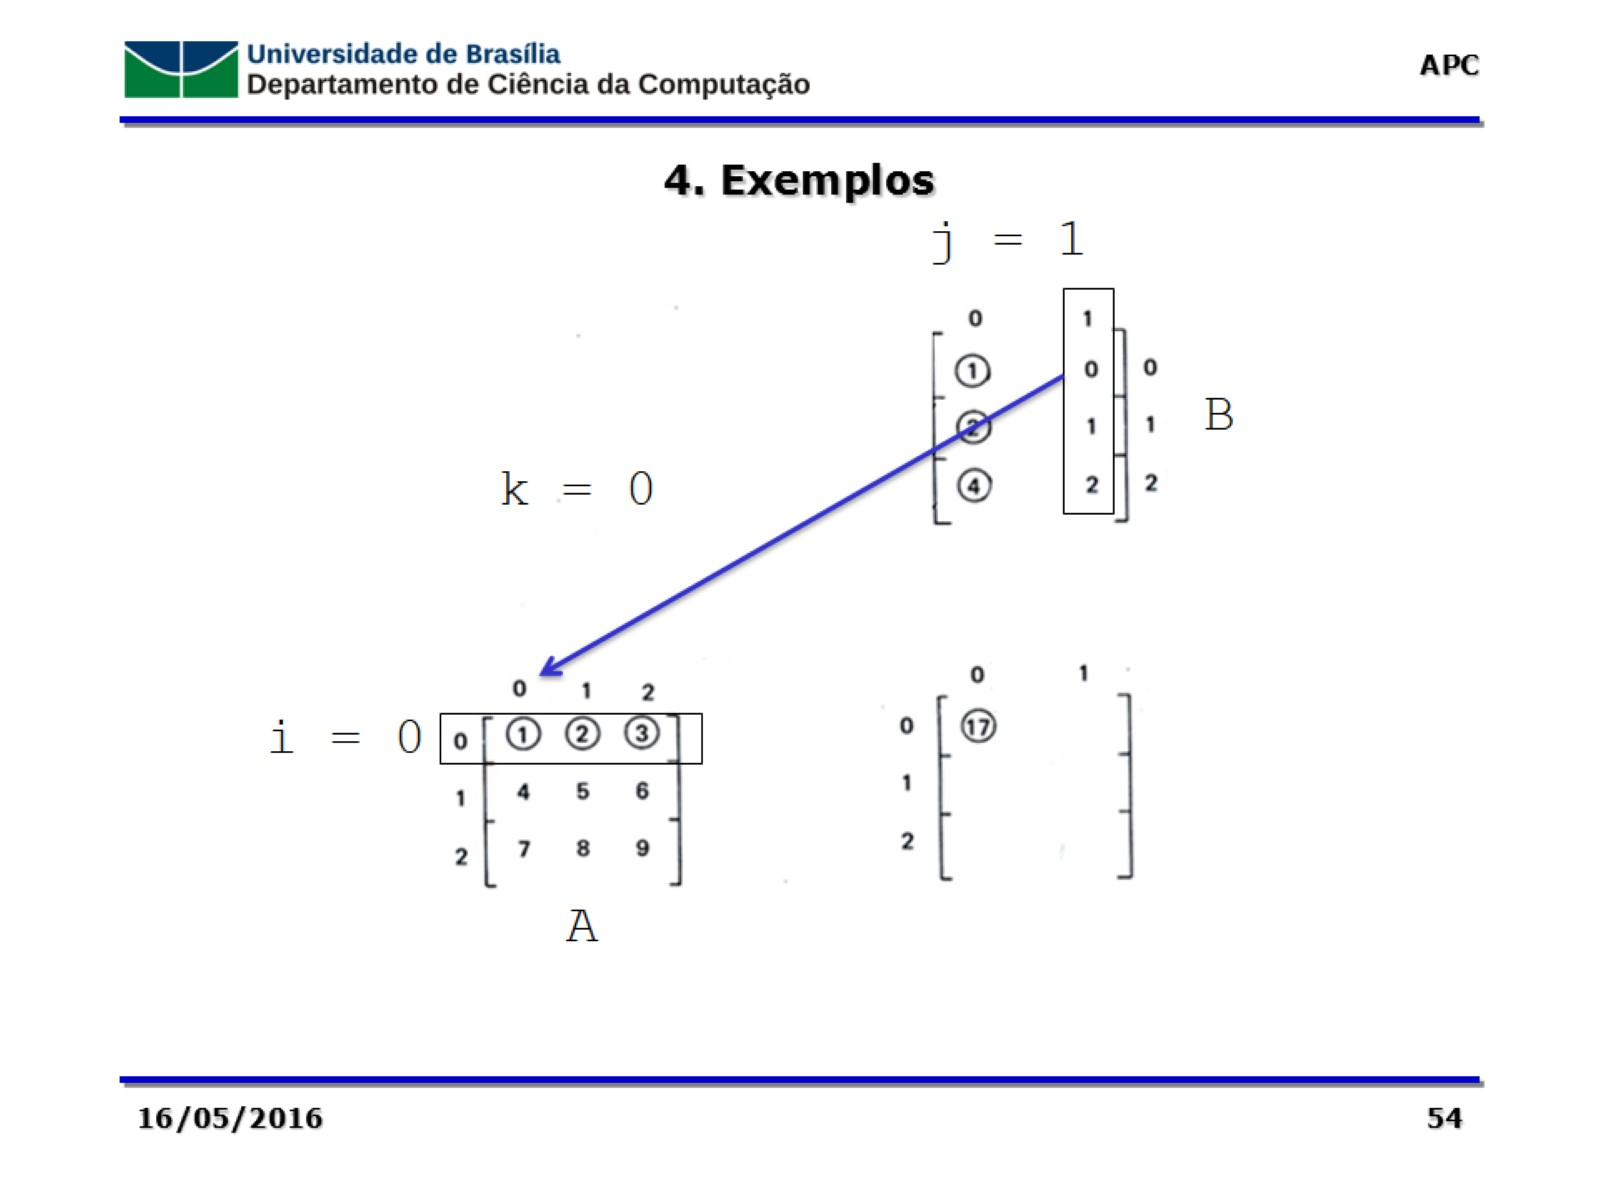 Universidade de Brasília
Departamento de Ciência da Computação
APC
4. Exemplos
j = 1
0 1
1 0 0
2 1 1
4 2 2
B
k = 0
0 1 2
i = 0
0 1 2 3
1 4 5 6
2 7 8 9
A
0 1
0 17
1
2
16/05/2016
54